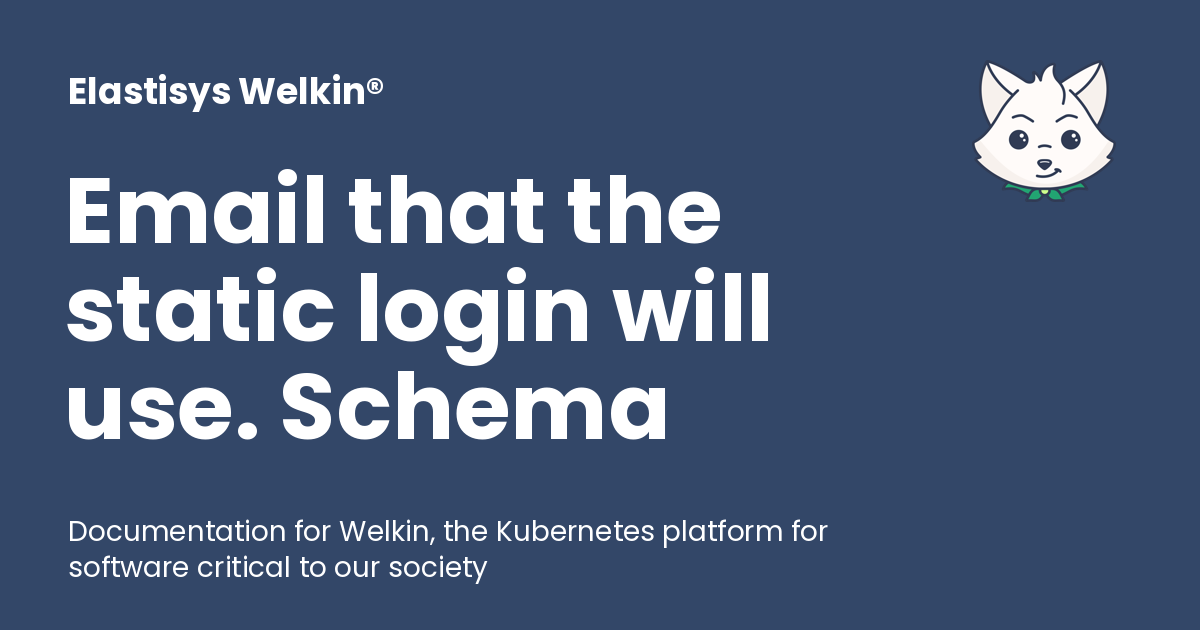 Elastisys Welkin®
Email that the
static login will
use. Schema
Documentation for Welkin, the Kubernetes platform for
software critical to our society